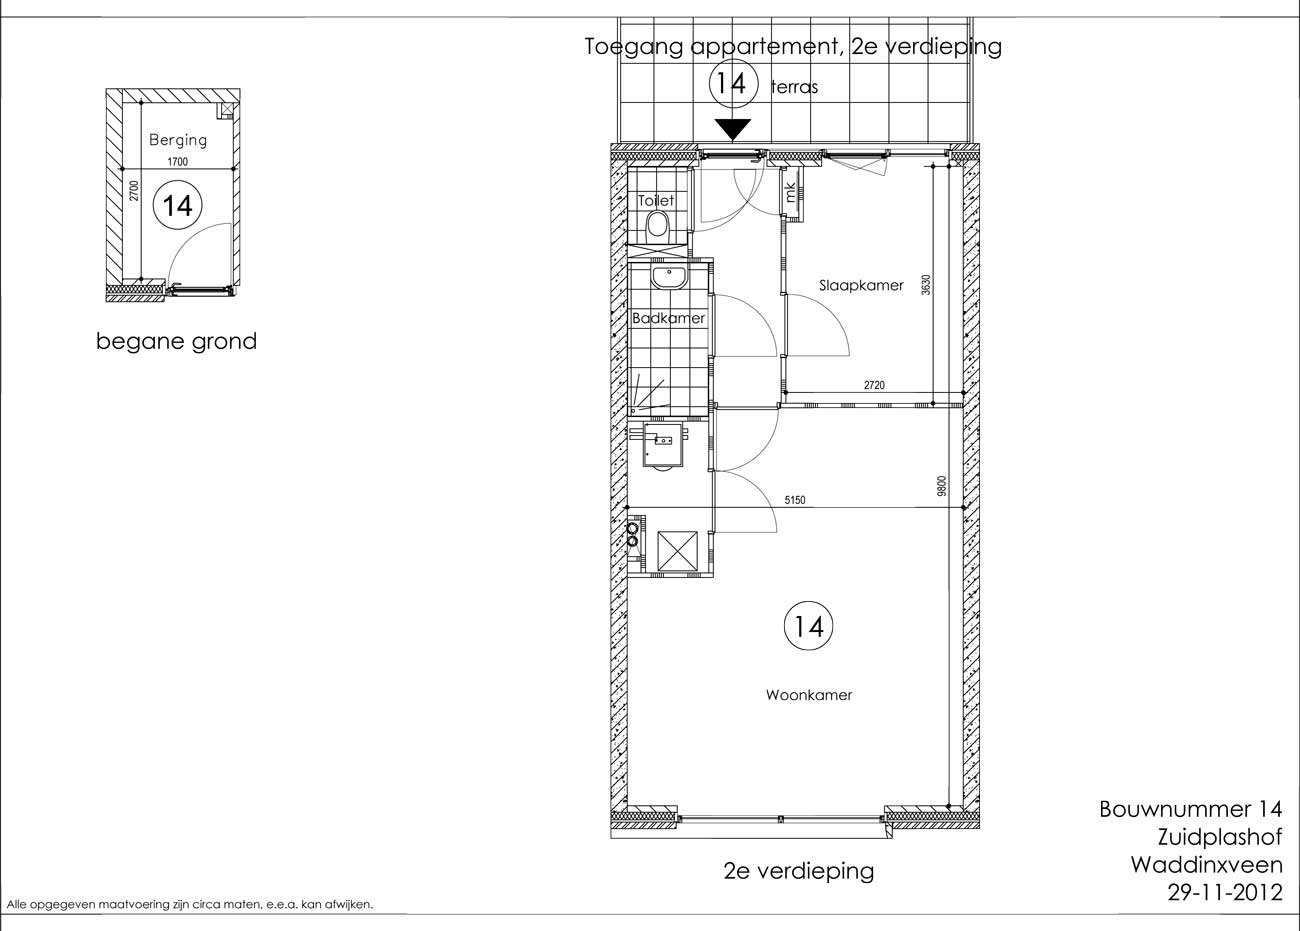 Toegang appartement, 2e verdieping
14
terras
Berging
1700
2700
14
begane grond
Toilet
mk
Slaapkamer
3630
Badkamer
2720
9800
5150
14
Woonkamer
2e verdieping
Bouwnummer 14
Zuidplashof
Waddinxveen
29-11-2012
Alle opgegeven maatvoering zijn circa maten, e.e.a. kan afwijken.